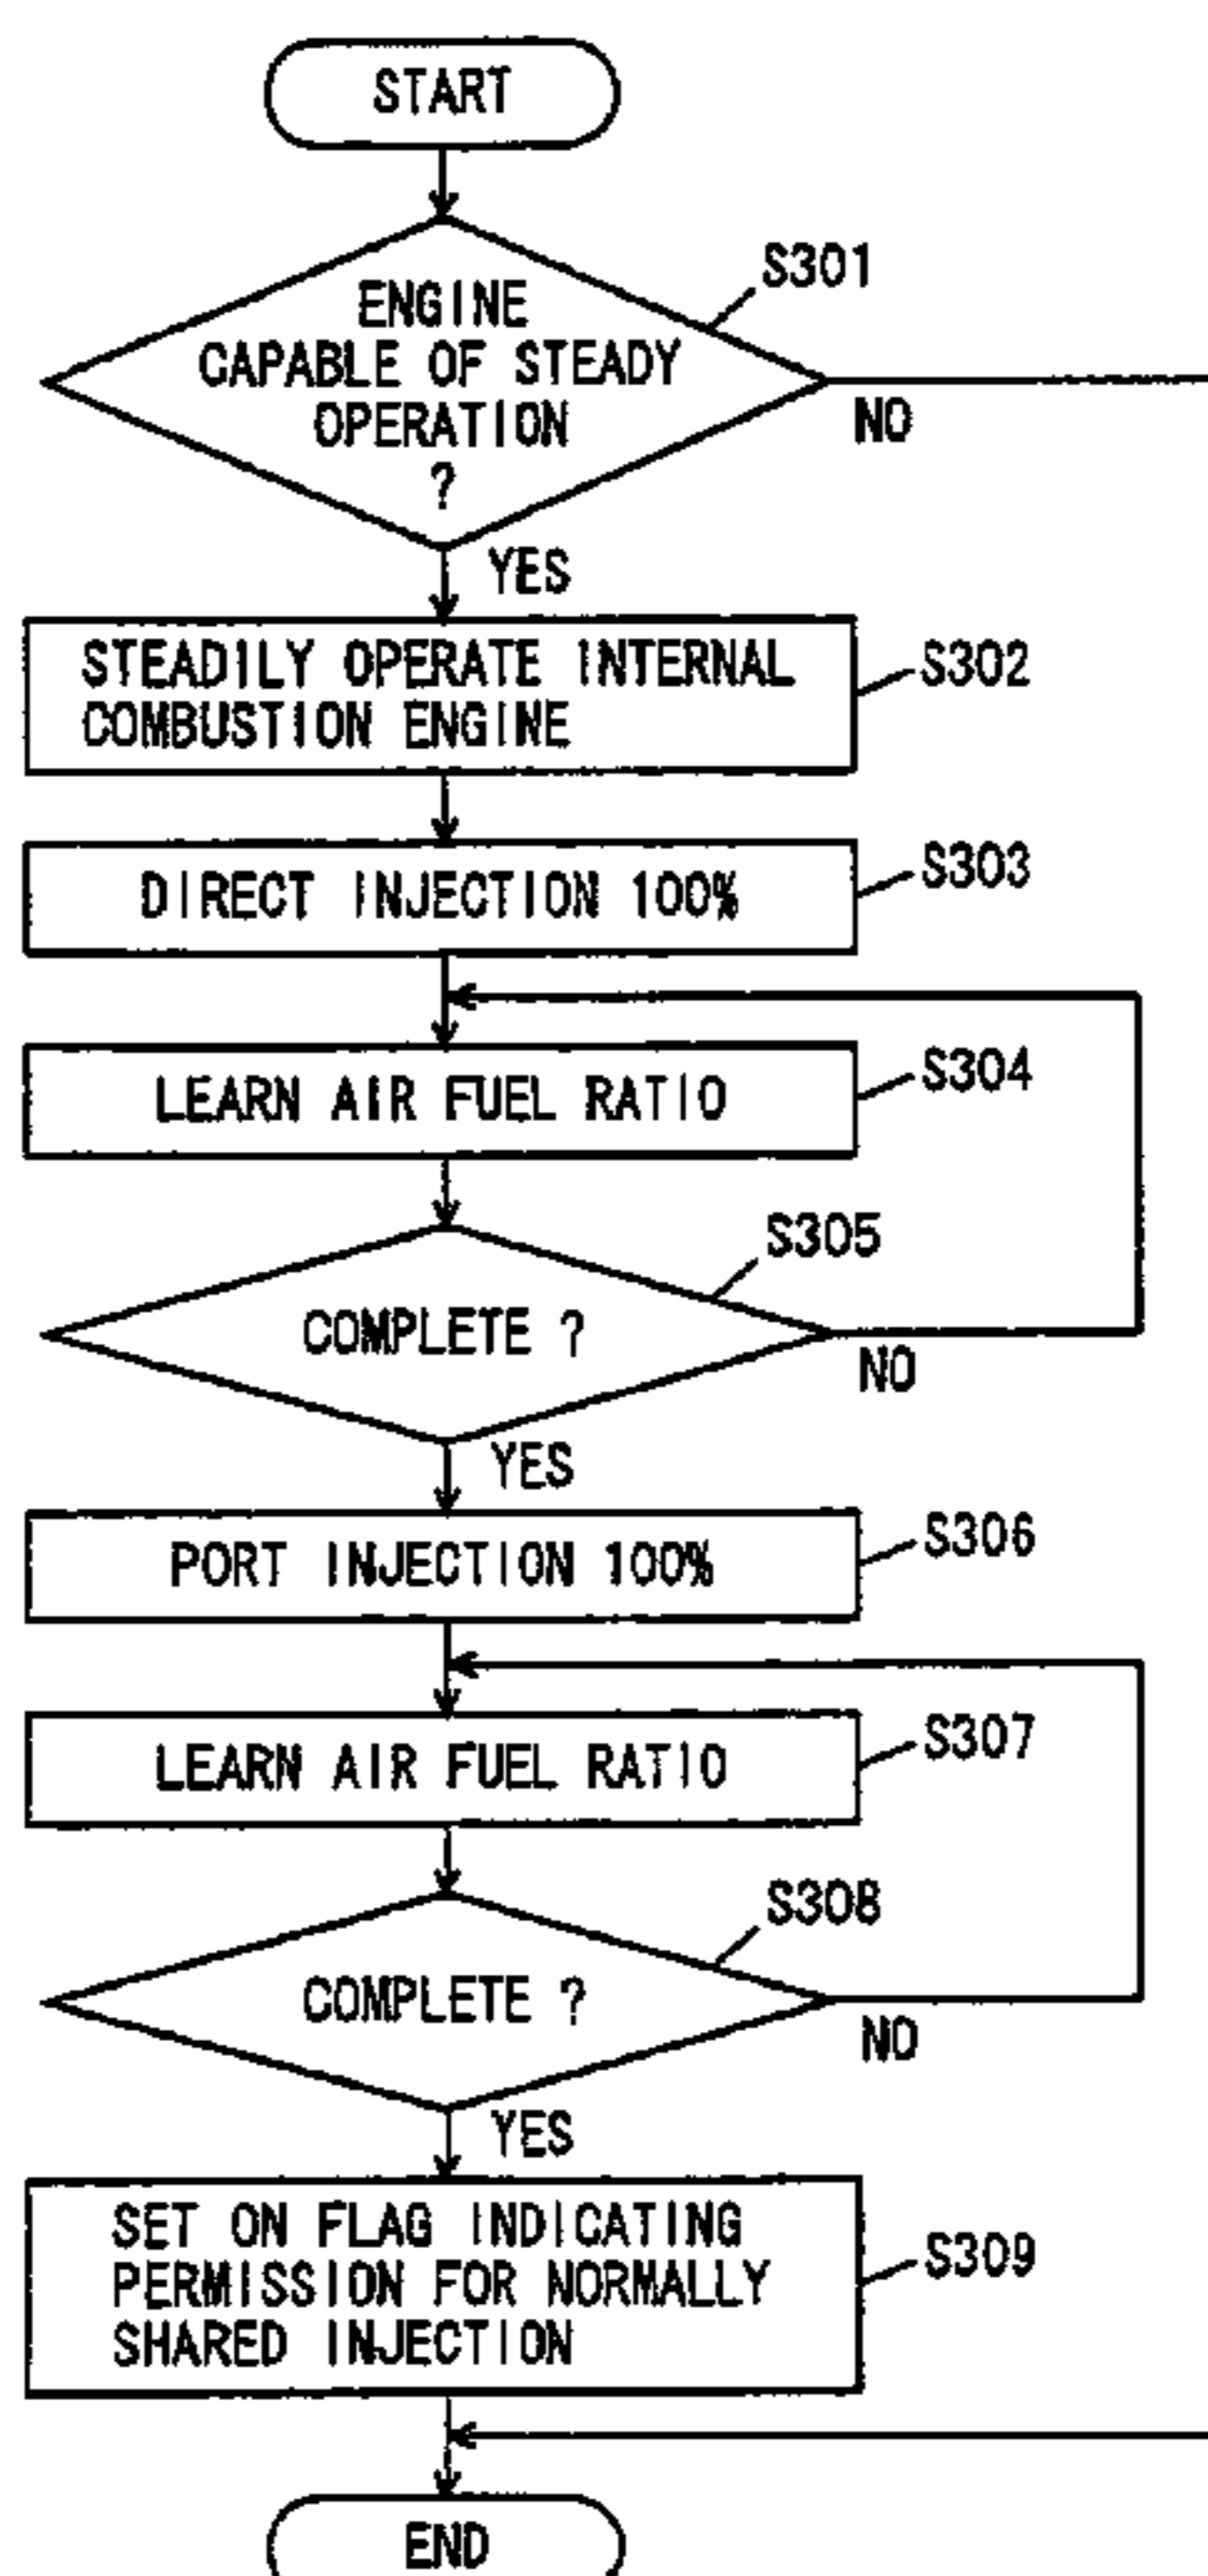 START
S301
ENGINE
CAPABLE OF STEADY
OPERATION
?
NO
YES
STEADILY OPERATE INTERNAL
COMBUSTION ENGINE
S302
DIRECT INJECTION 100%
S303
LEARN AIR FUEL RATIO
S304
S305
COMPLETE ?
NO
YES
PORT INJECTION 100%
S306
LEARN AIR FUEL RATIO
S307
S308
COMPLETE ?
NO
YES
SET ON FLAG INDICATING
PERMISSION FOR NORMALLY
SHARED INJECTION
S309
END